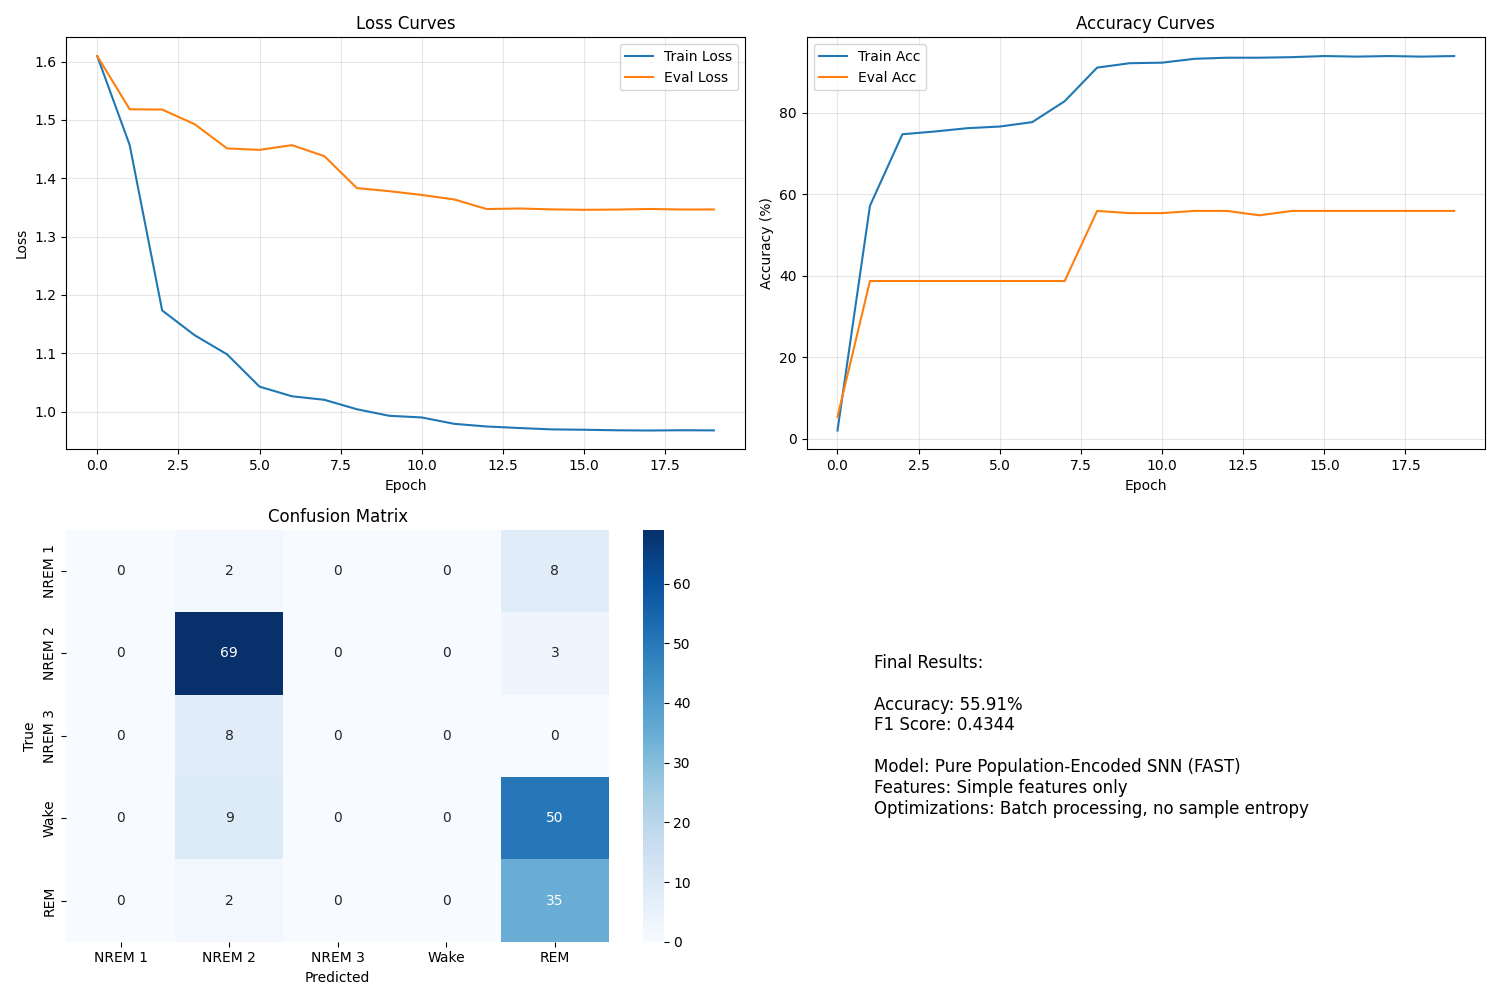 Loss Curves
Train Loss
Eval Loss
1.6
1.5
1.4
1.3
1.2
1.1
1.0
Loss
0.0 2.5 5.0 7.5 10.0 12.5 15.0 17.5
Epoch
Accuracy Curves
Train Acc
Eval Acc
80
60
40
20
0
Accuracy (%)
0.0 2.5 5.0 7.5 10.0 12.5 15.0 17.5
Epoch
Confusion Matrix
NREM 1 0 2 0 0 8
NREM 2 0 69 0 0 3
NREM 3 0 8 0 0 0
Wake 0 9 0 0 50
REM 0 2 0 0 35
True
NREM 1 NREM 2 NREM 3 Wake REM
Predicted
60
50
40
30
20
10
0
Final Results:
Accuracy: 55.91%
F1 Score: 0.4344
Model: Pure Population-Encoded SNN (FAST)
Features: Simple features only
Optimizations: Batch processing, no sample entropy